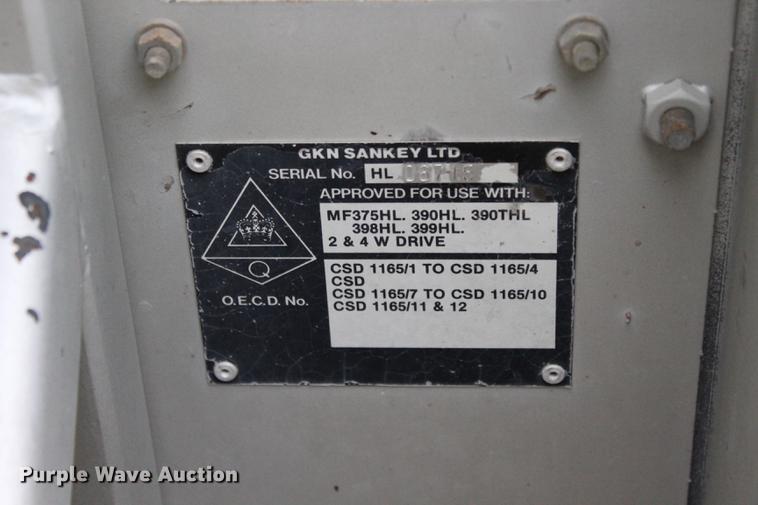 GKN SANKEY LTD
SERIAL No. HL
APPROVED FOR USE WITH:
MF375HL. 390HL. 390THL
398HL. 399HL.
2 & 4 W DRIVE
Q
O.E.C.D. No.
CSD 1165/1 TO CSD 1165/4
CSD
CSD 1165/7 TO CSD 1165/10
CSD 1165/11 & 12
Purple Wave Auction